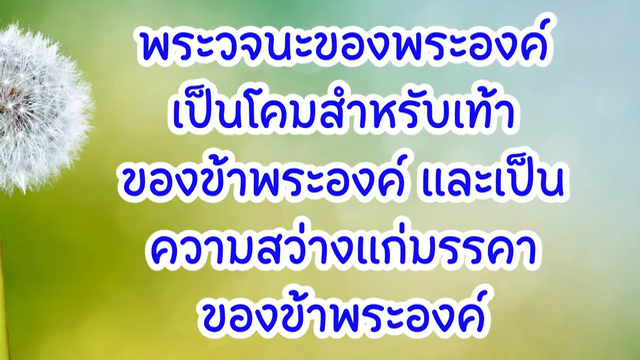 พระวจนะของพระองค์
เป็นโคมสำหรับเท้า
ของข้าพระองค์ และเป็น
ความสว่างแก่มรรคา
ของข้าพระองค์